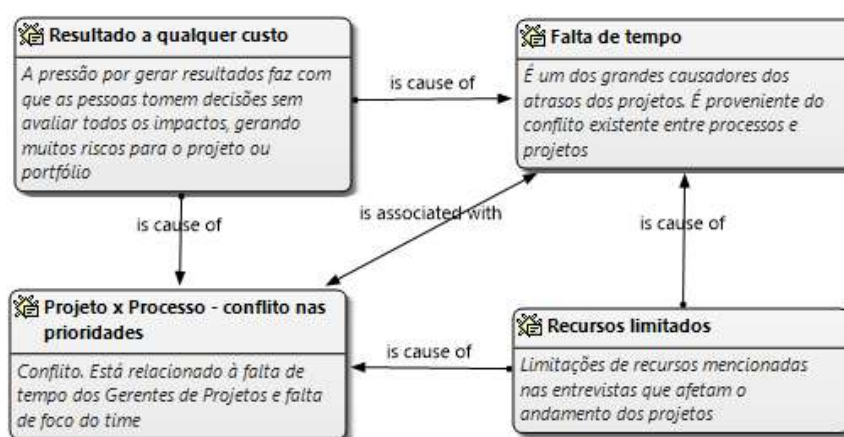 Resultado a qualquer custo
A pressão por gerar resultados faz com
que as pessoas tomem decisões sem
avaliar todos os impactos, gerando
muitos riscos para o projeto ou
portfólio
is cause of
Falta de tempo
É um dos grandes causadores dos
atrasos dos projetos. É proveniente do
conflito existente entre processos e
projetos
is cause of
is associated with
is cause of
Projeto x Processo - conflito nas
prioridades
Conflito. Está relacionado à falta de
tempo dos Gerentes de Projetos e falta
de foco do time
is cause of
Recursos limitados
Limitações de recursos mencionadas
nas entrevistas que afetam o
andamento dos projetos